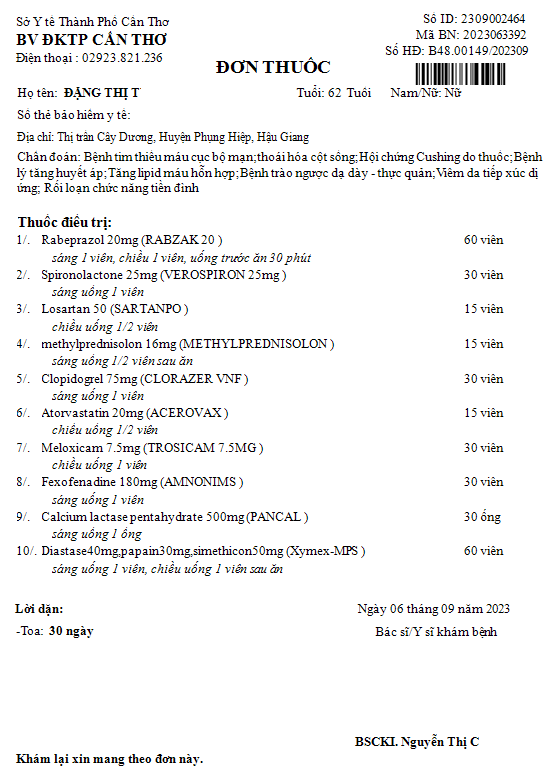 Sở Y tế Thành Phố Cần Thơ
BV ĐKTP CẦN THƠ
Điện thoại : 02923.821.236
Số ID: 2309002464
Mã BN: 2023063392
Số HĐ: B48.00149/202309
ĐƠN THUỐC
Họ tên: ĐẶNG THỊ T Tuổi: 62 Tuổi Nam/Nữ: Nữ
Số thẻ bảo hiểm y tế:
Địa chỉ: Thị trấn Cây Dương, Huyện Phụng Hiệp, Hậu Giang
Chẩn đoán: Bệnh tim thiếu máu cục bộ mạn;thoái hóa cột sống;Hội chứng Cushing do thuốc;Bệnh
lý tăng huyết áp;Tăng lipid máu hỗn hợp;Bệnh trào ngược dạ dày - thực quản;Viêm da tiếp xúc dị
ứng; Rối loạn chức năng tiền đình
Thuốc điều trị:
1/. Rabeprazol 20mg (RABZAK 20 ) 60 viên
sáng 1 viên, chiều 1 viên, uống trước ăn 30 phút
2/. Spironolactone 25mg (VEROSPIRON 25mg ) 30 viên
sáng uống 1 viên
3/. Losartan 50 (SARTANPO ) 15 viên
chiều uống 1/2 viên
4/. methylprednisolon 16mg (METHYLPREDNISOLON ) 15 viên
sáng uống 1/2 viên sau ăn
5/. Clopidogrel 75mg (CLORAZER VNF ) 30 viên
sáng uống 1 viên
6/. Atorvastatin 20mg (ACEROVAX ) 15 viên
chiều uống 1/2 viên
7/. Meloxicam 7.5mg (TROSICAM 7.5MG ) 30 viên
chiều uống 1 viên
8/. Fexofenadine 180mg (AMNONIMS ) 30 viên
sáng uống 1 viên
9/. Calcium lactase pentahydrate 500mg (PANCAL ) 30 ống
sáng uống 1 ống
10/. Diastase40mg,papain30mg,simethicon50mg (Xymex-MPS ) 60 viên
sáng uống 1 viên, chiều uống 1 viên sau ăn
Lời dặn:
Ngày 06 tháng 09 năm 2023
-Toa: 30 ngày
Bác sĩ/Y sĩ khám bệnh
BSCKI. Nguyễn Thị C
Khám lại xin mang theo đơn này.